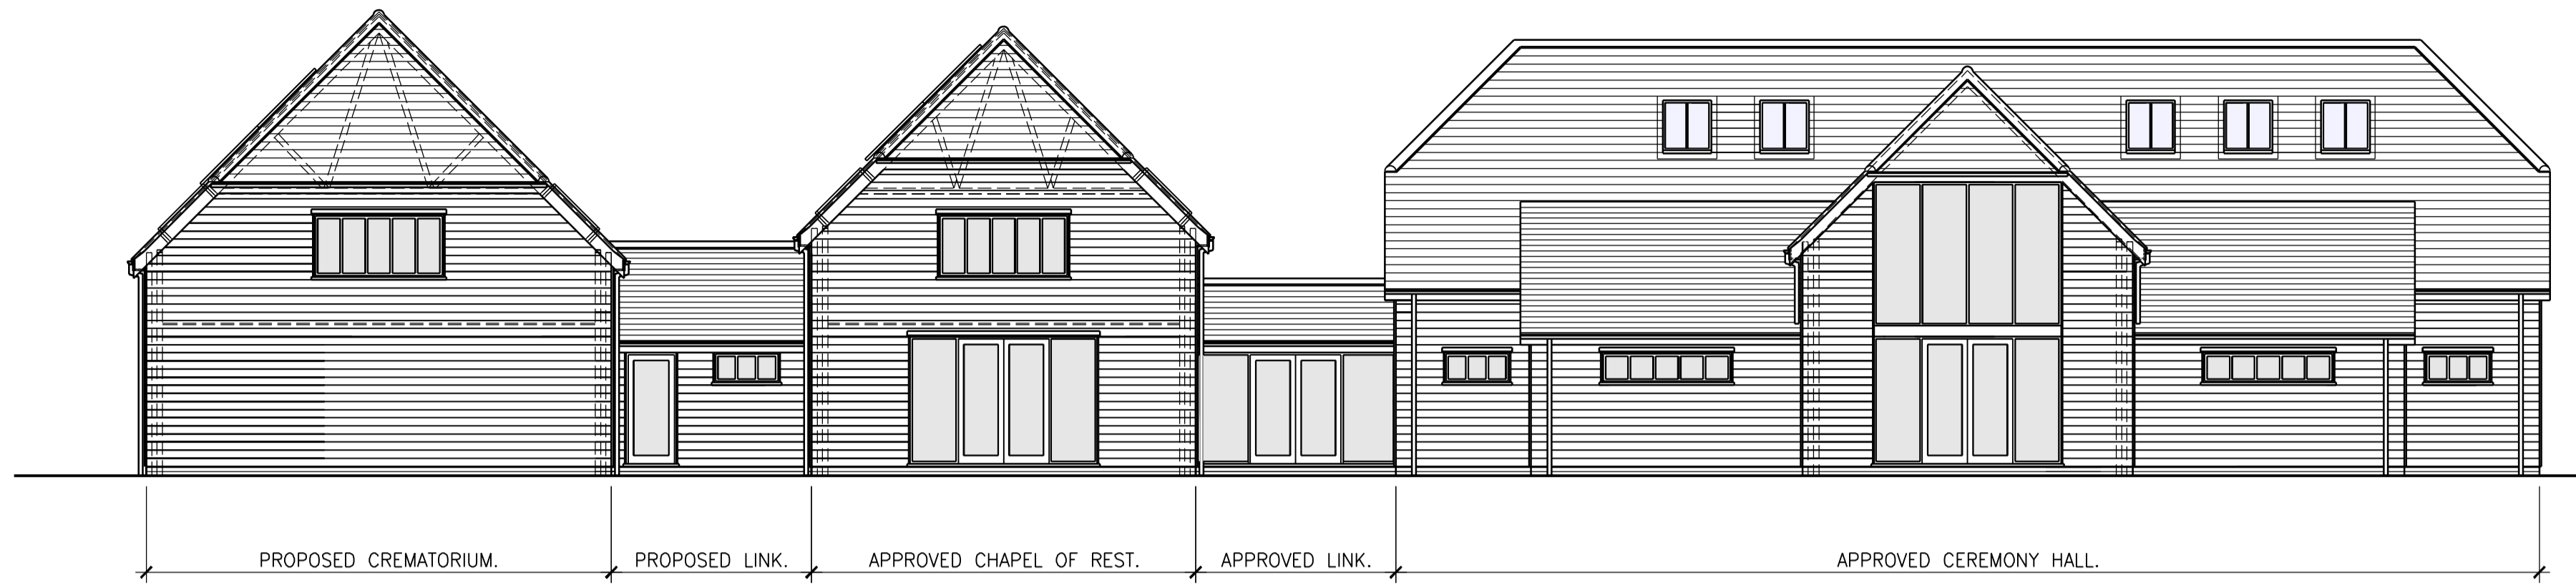 PROPOSED CREMATORIUM.
PROPOSED LINK.
APPROVED CHAPEL OF REST.
APPROVED LINK.
APPROVED CEREMONY HALL.